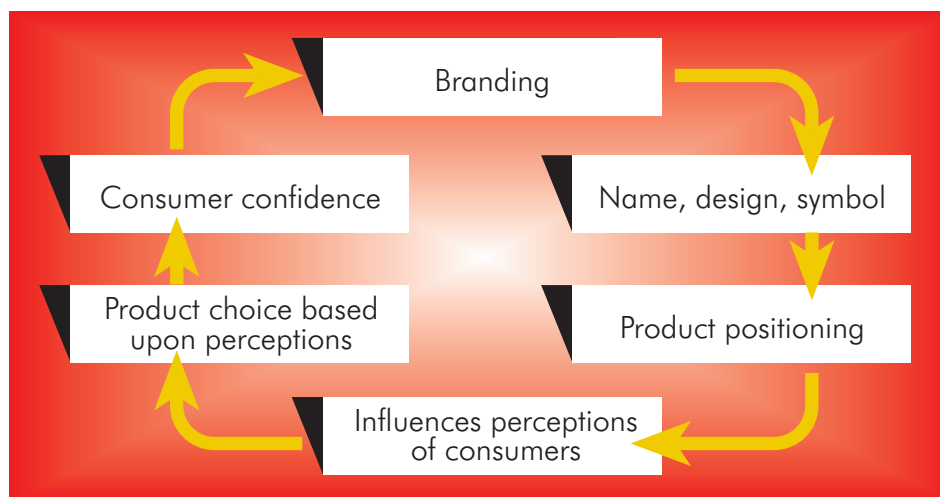 Branding
Consumer confidence
Name, design, symbol
Product choice based
upon perceptions
Product positioning
Influences perceptions
of consumers